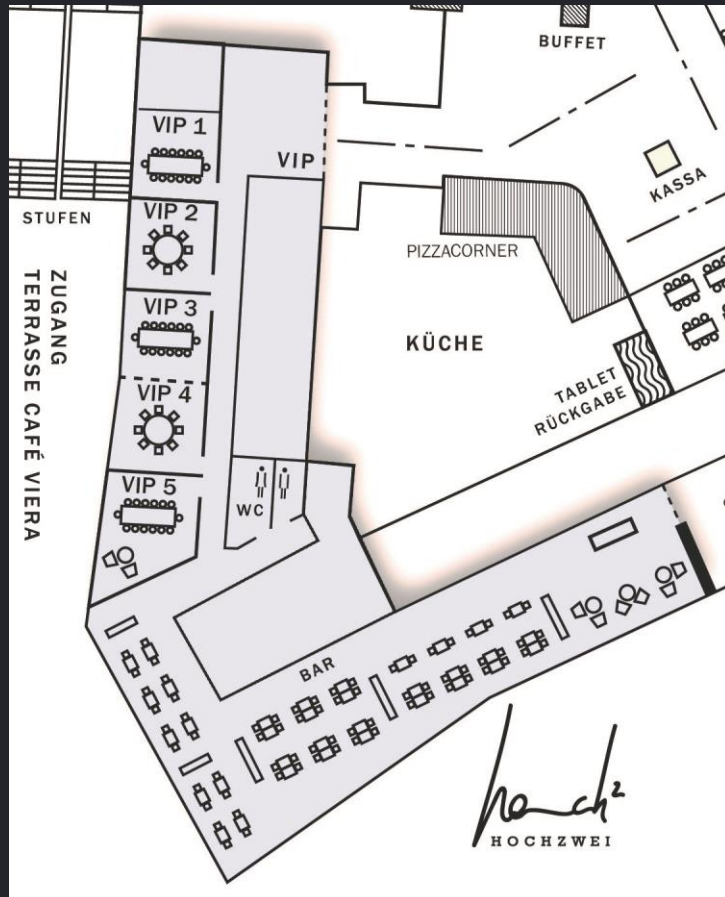 BUFFET
VIP 1
VIP
KASSA
STUFEN
VIP 2
PIZZACORNER
ZUGANG
TERRASSE CAFÉ VIERA
VIP 3
KÜCHE
VIP 4
TABLET
RÜCKGABE
VIP 5
WC
BAR
HOCHZWEI